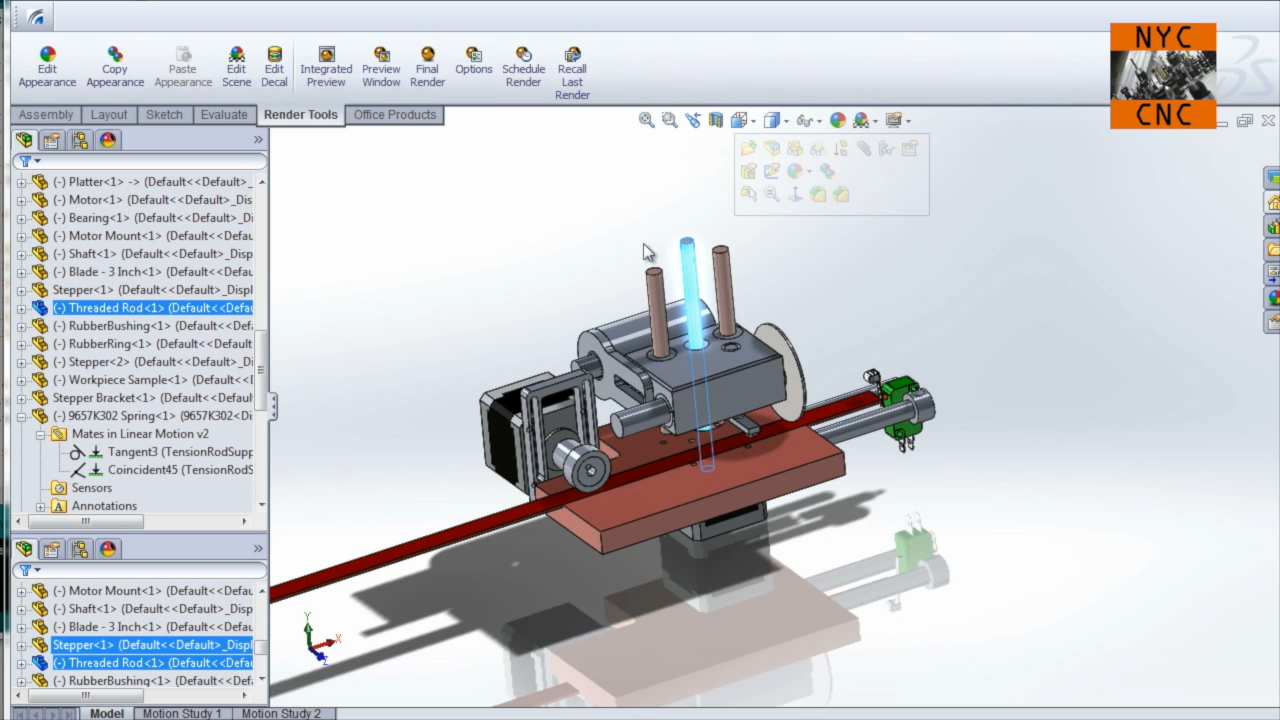 NYC
CNC
Edit Appearance
Copy Appearance
Paste Appearance
Edit Scene
Edit Decal
Integrated Preview
Preview Window
Final Render
Options
Schedule Render
Recall Last Render
Assembly
Layout
Sketch
Evaluate
Render Tools
Office Products
(-) Platter<1> -> (Default<<Default>_
(-) Motor<1> (Default<<Default>_Dis
(-) Bearing<1> (Default<<Default>_Di
(-) Motor Mount<1> (Default<<Defau
(-) Shaft<1> (Default<<Default>_Disp
(-) Blade - 3 Inch<1> (Default<<Defau
Stepper<1> (Default<<Default>_Displ
(-) Threaded Rod<1> (Default<<Defau
(-) RubberBushing<1> (Default<<Def
(-) RubberRing<1> (Default<<Default
(-) Stepper<2> (Default<<Default>_Di
(-) Workpiece Sample<1> (Default<<D
Stepper Bracket<1> (Default<<Defaul
(-) 9657K302 Spring<1> (9657K302<Di
Mates in Linear Motion v2
Tangent3 (TensionRodSupp
Coincident45 (TensionRodS
Sensors
Annotations
(-) Motor Mount<1> (Default<<Defau
(-) Shaft<1> (Default<<Default>_Disp
(-) Blade - 3 Inch<1> (Default<<Defau
Stepper<1> (Default<<Default>_Displ
(-) Threaded Rod<1> (Default<<Defau
(-) RubberBushing<1> (Default<<Def
Y
X
Z
Model
Motion Study 1
Motion Study 2